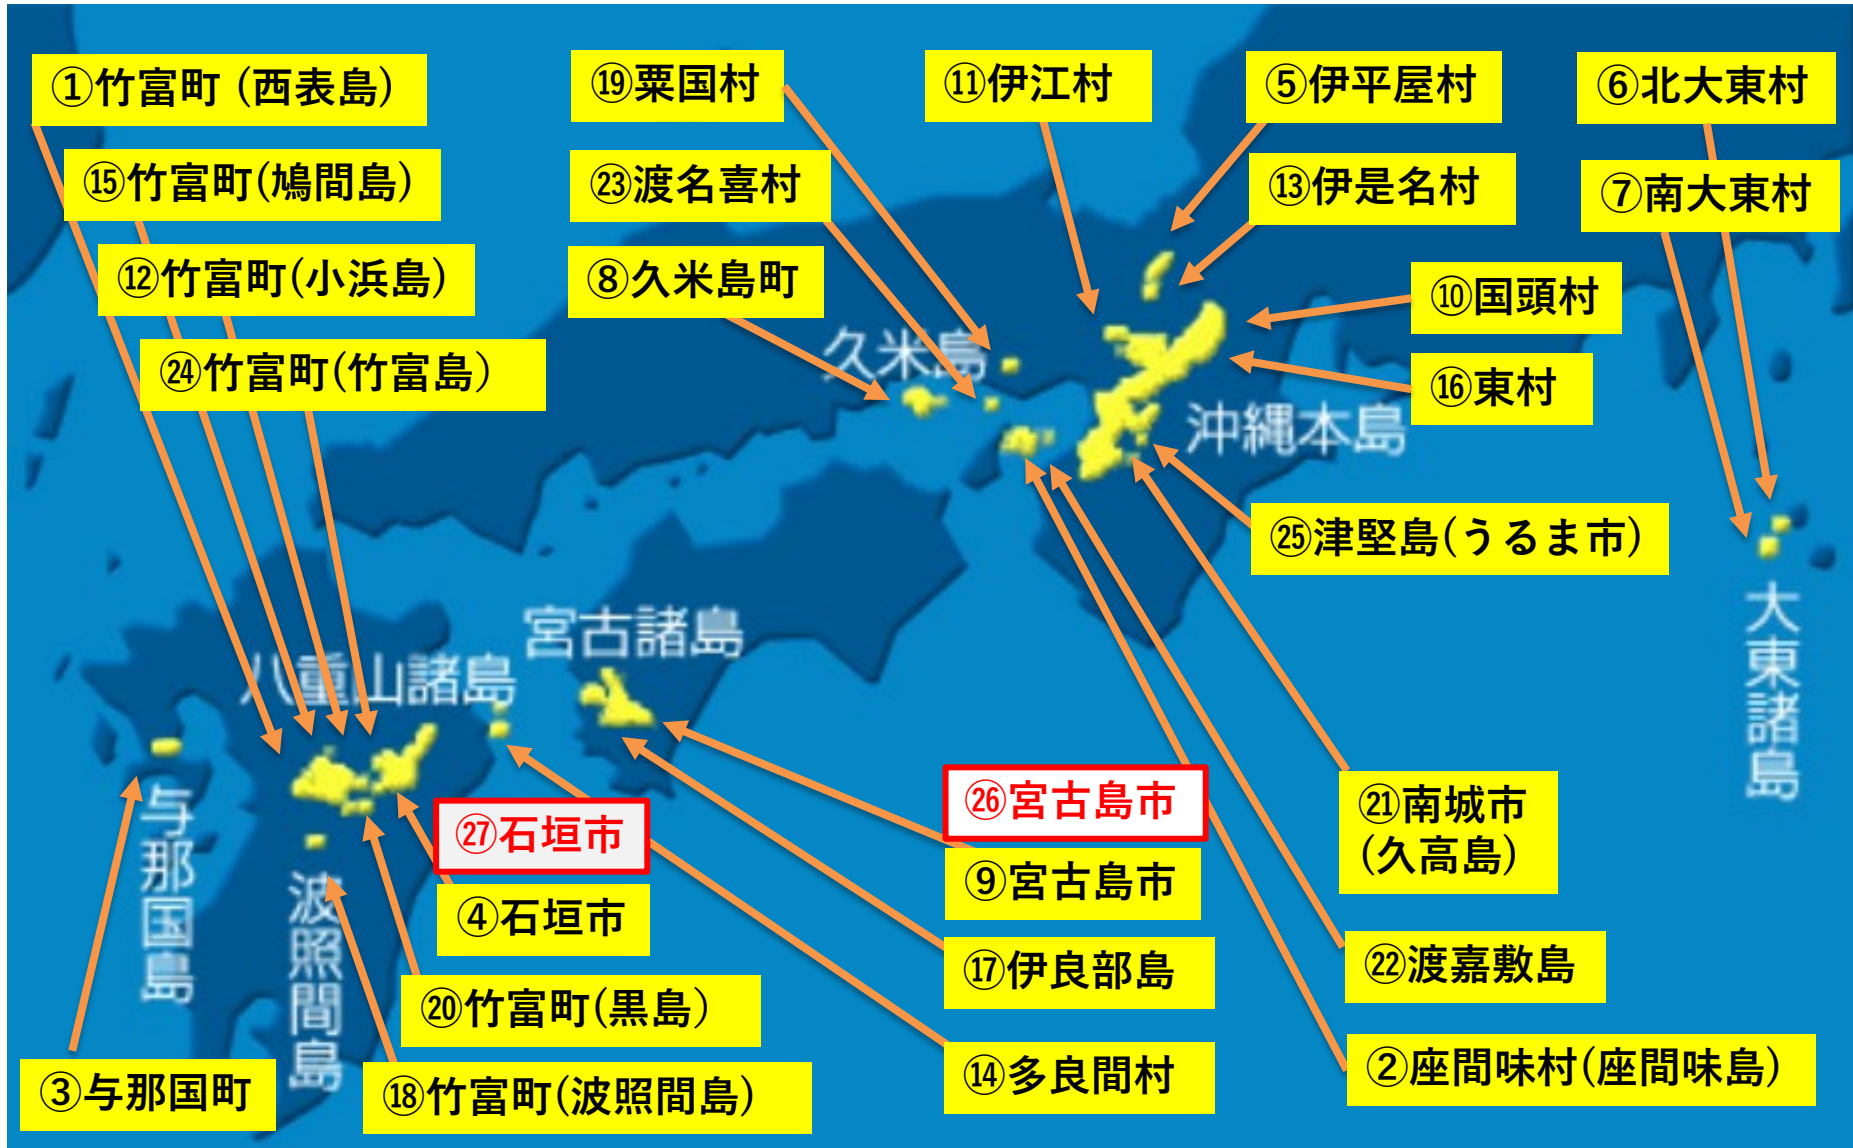 ①竹富町 (西表島)
⑲粟国村
⑪伊江村
⑤伊平屋村
⑥北大東村
⑮竹富町(鳩間島)
㉓渡名喜村
⑬伊是名村
⑦南大東村
⑫竹富町(小浜島)
⑧久米島町
⑩国頭村
㉔竹富町(竹富島)
久米島
⑯東村
沖縄本島
㉕津堅島(うるま市)
宮古諸島
八重山諸島
大東諸島
与那国島
波照間島
㉗石垣市
㉖宮古島市
㉑南城市
(久高島)
④石垣市
⑨宮古島市
⑰伊良部島
㉒渡嘉敷島
⑳竹富町(黒島)
⑭多良間村
②座間味村(座間味島)
③与那国町
⑱竹富町(波照間島)